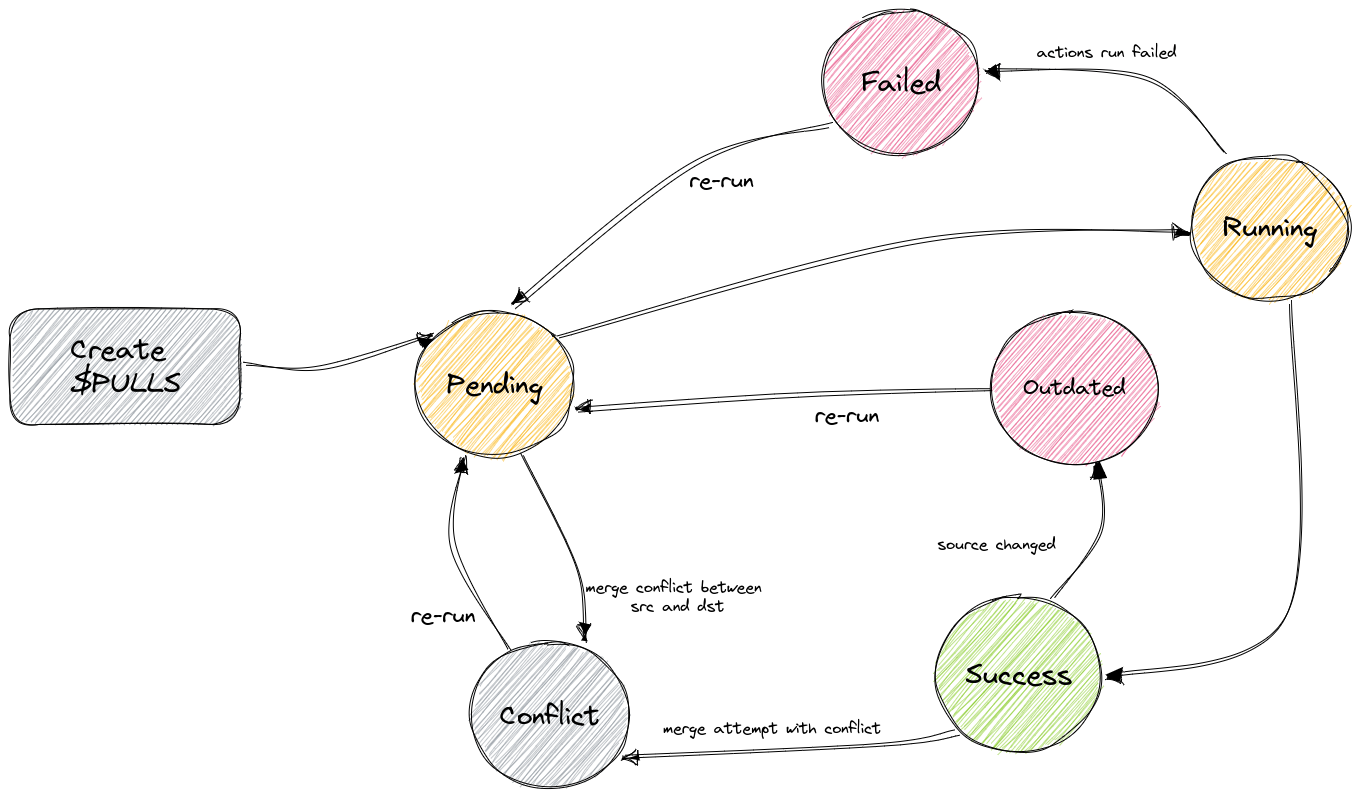 Failed
actions run failed
re-run
Running
Create
$PULLS
Pending
Outdated
re-run
source changed
merge conflict between
src and dst
re-run
Success
Conflict
merge attempt with conflict